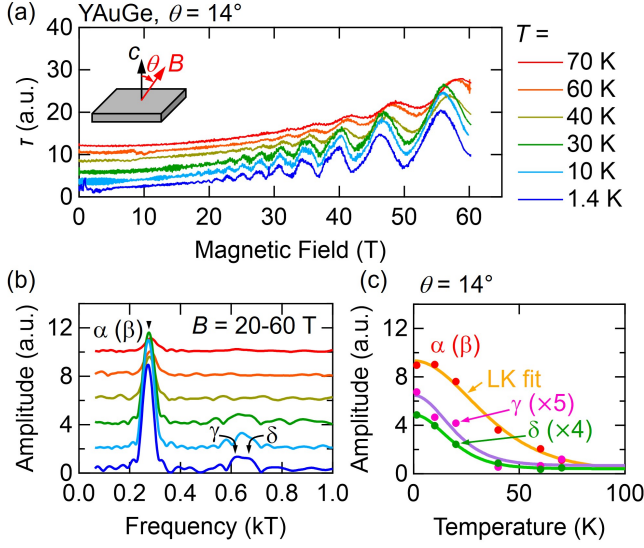 (a) YAuGe, θ = 14°
T =
40
30
20
10
0
τ (a.u.)
c
θ
B
70 K
60 K
40 K
30 K
10 K
1.4 K
0 10 20 30 40 50 60 70
Magnetic Field (T)
(b)
α (β)
B = 20-60 T
12
8
4
0
Amplitude (a.u.)
γ
δ
0.0 0.2 0.4 0.6 0.8 1.0
Frequency (kT)
(c) θ = 14°
12
8
4
0
Amplitude (a.u.)
α (β)
LK fit
γ (×5)
δ (×4)
0 50 100
Temperature (K)